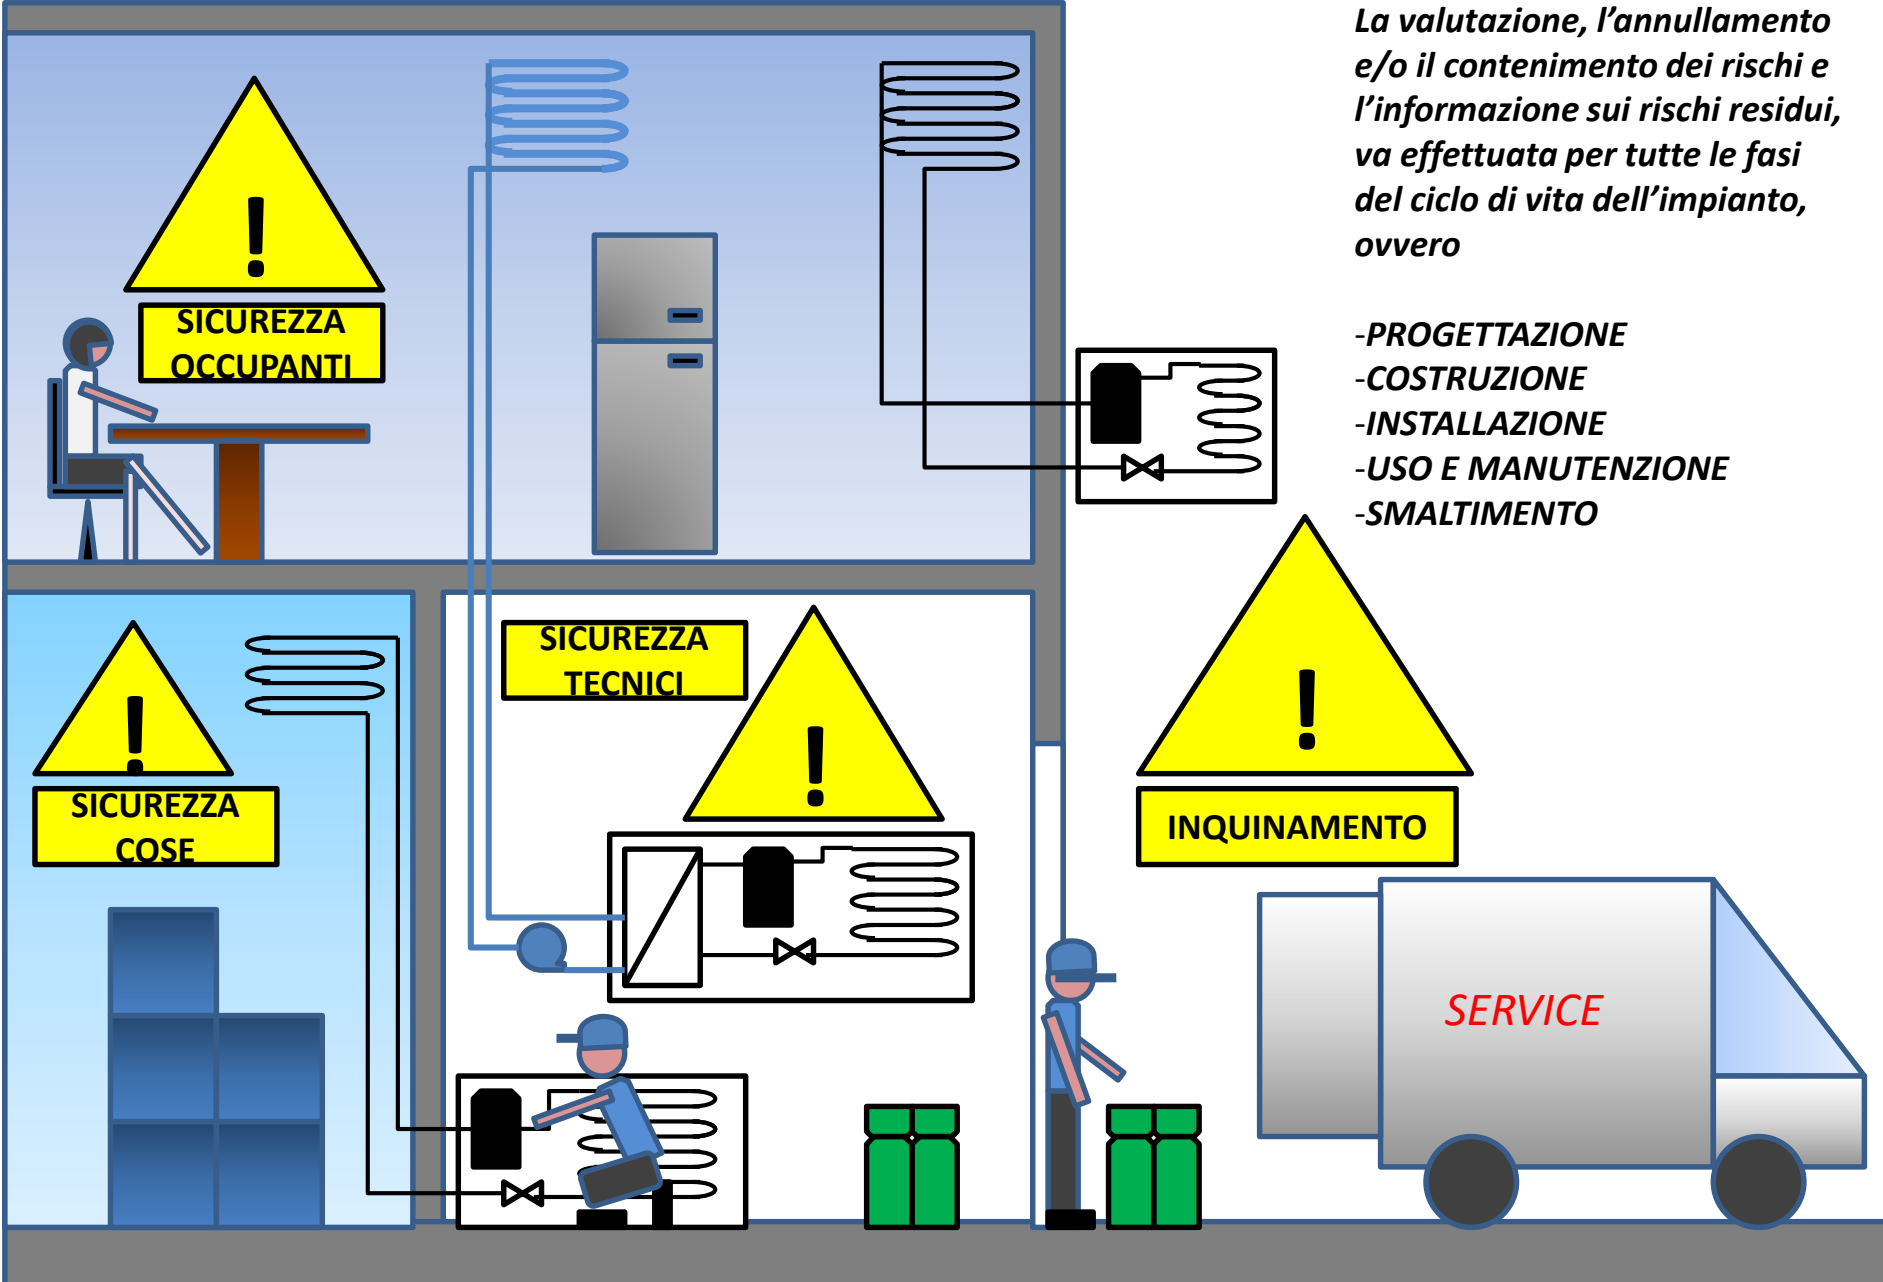 La valutazione, l’annullamento
e/o il contenimento dei rischi e
l’informazione sui rischi residui,
va effettuata per tutte le fasi
del ciclo di vita dell’impianto,
ovvero
-PROGETTAZIONE
-COSTRUZIONE
-INSTALLAZIONE
-USO E MANUTENZIONE
-SMALTIMENTO
!
SICUREZZA
OCCUPANTI
!
SICUREZZA
COSE
SICUREZZA
TECNICI
!
!
INQUINAMENTO
SERVICE